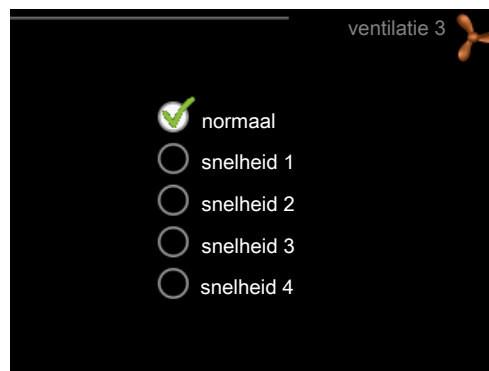 ventilatie 3
normaal
snelheid 1
snelheid 2
snelheid 3
snelheid 4